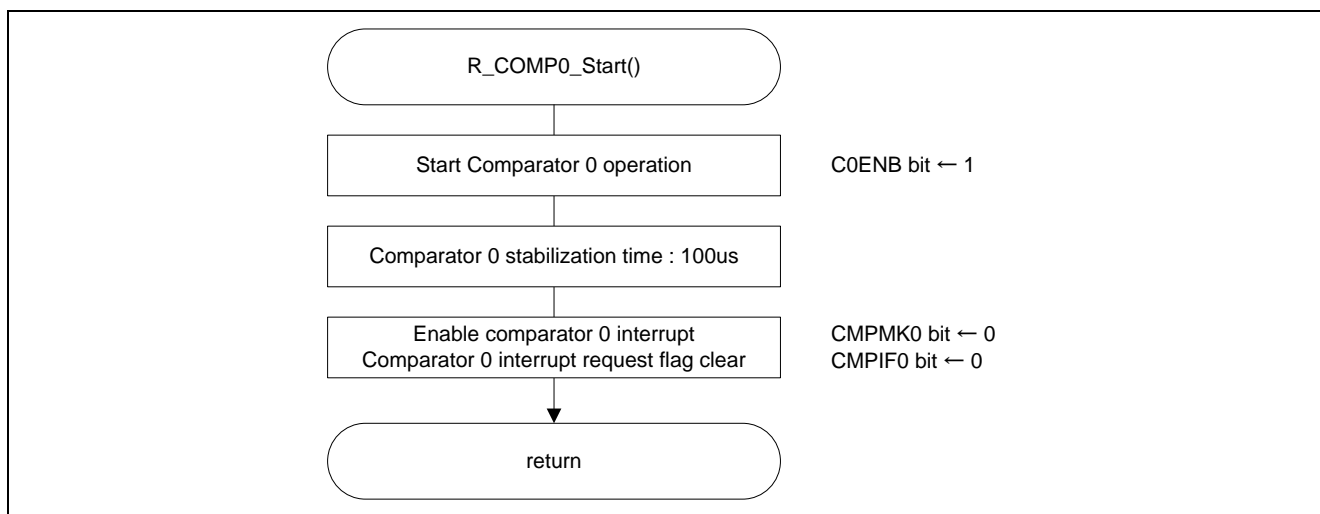 R_COMP0_Start()
Start Comparator 0 operation
C0ENB bit ← 1
Comparator 0 stabilization time : 100us
Enable comparator 0 interrupt
CMPMK0 bit ← 0
Comparator 0 interrupt request flag clear
CMPIF0 bit ← 0
return